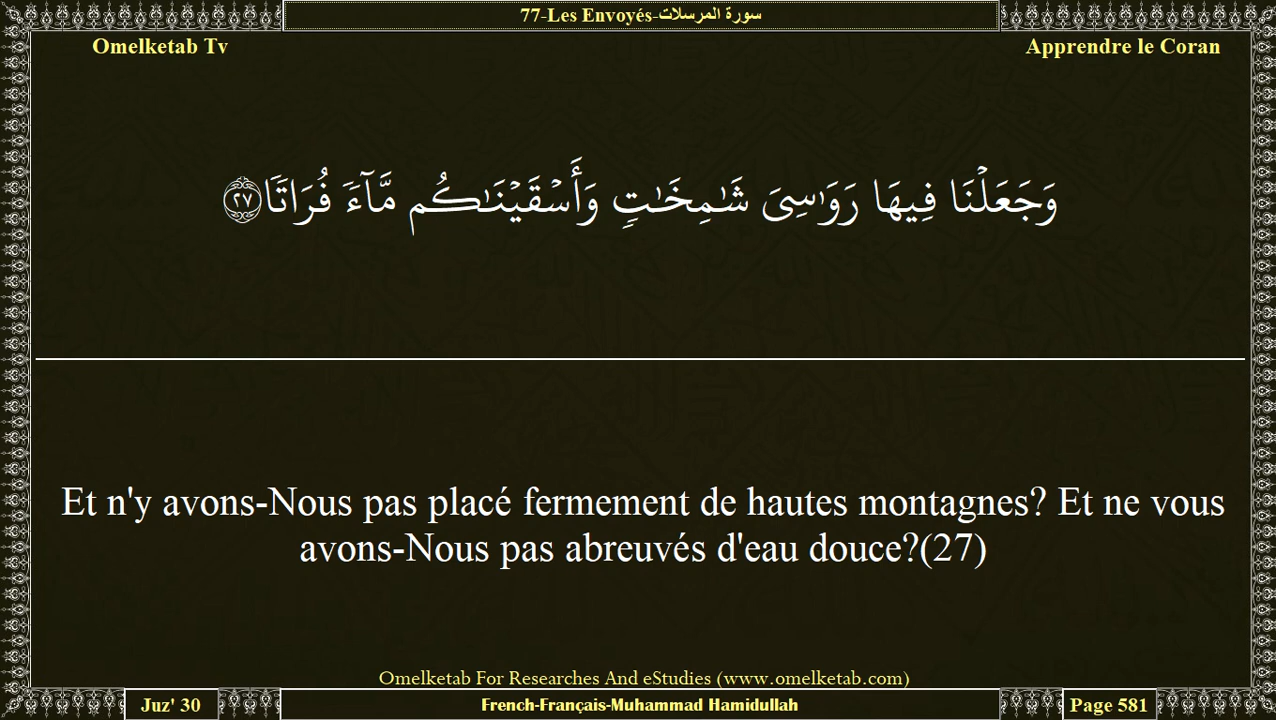 77-Les Envoyés-سورة المرسلات
Omelketab Tv
Apprendre le Coran
وَجَعَلْنَا فِيهَا رَوَٰسِىَ شَٰمِخَٰتٍ وَأَسْقَيْنَٰكُم مَّآءً فُرَاتًا ٢٧
Et n'y avons-Nous pas placé fermement de hautes montagnes? Et ne vous
avons-Nous pas abreuvés d'eau douce?(27)
Omelketab For Researches And eStudies (www.omelketab.com)
Juz' 30
French-Français-Muhammad Hamidullah
Page 581